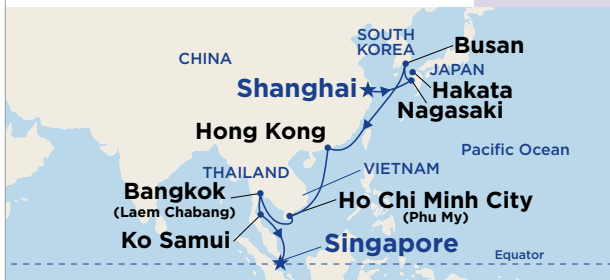 SOUTH
KOREA
Busan
CHINA
JAPAN
Shanghai
Hakata
Nagasaki
Hong Kong
Pacific Ocean
THAILAND
VIETNAM
Bangkok
(Laem Chabang)
Ho Chi Minh City
(Phu My)
Ko Samui
Singapore
Equator